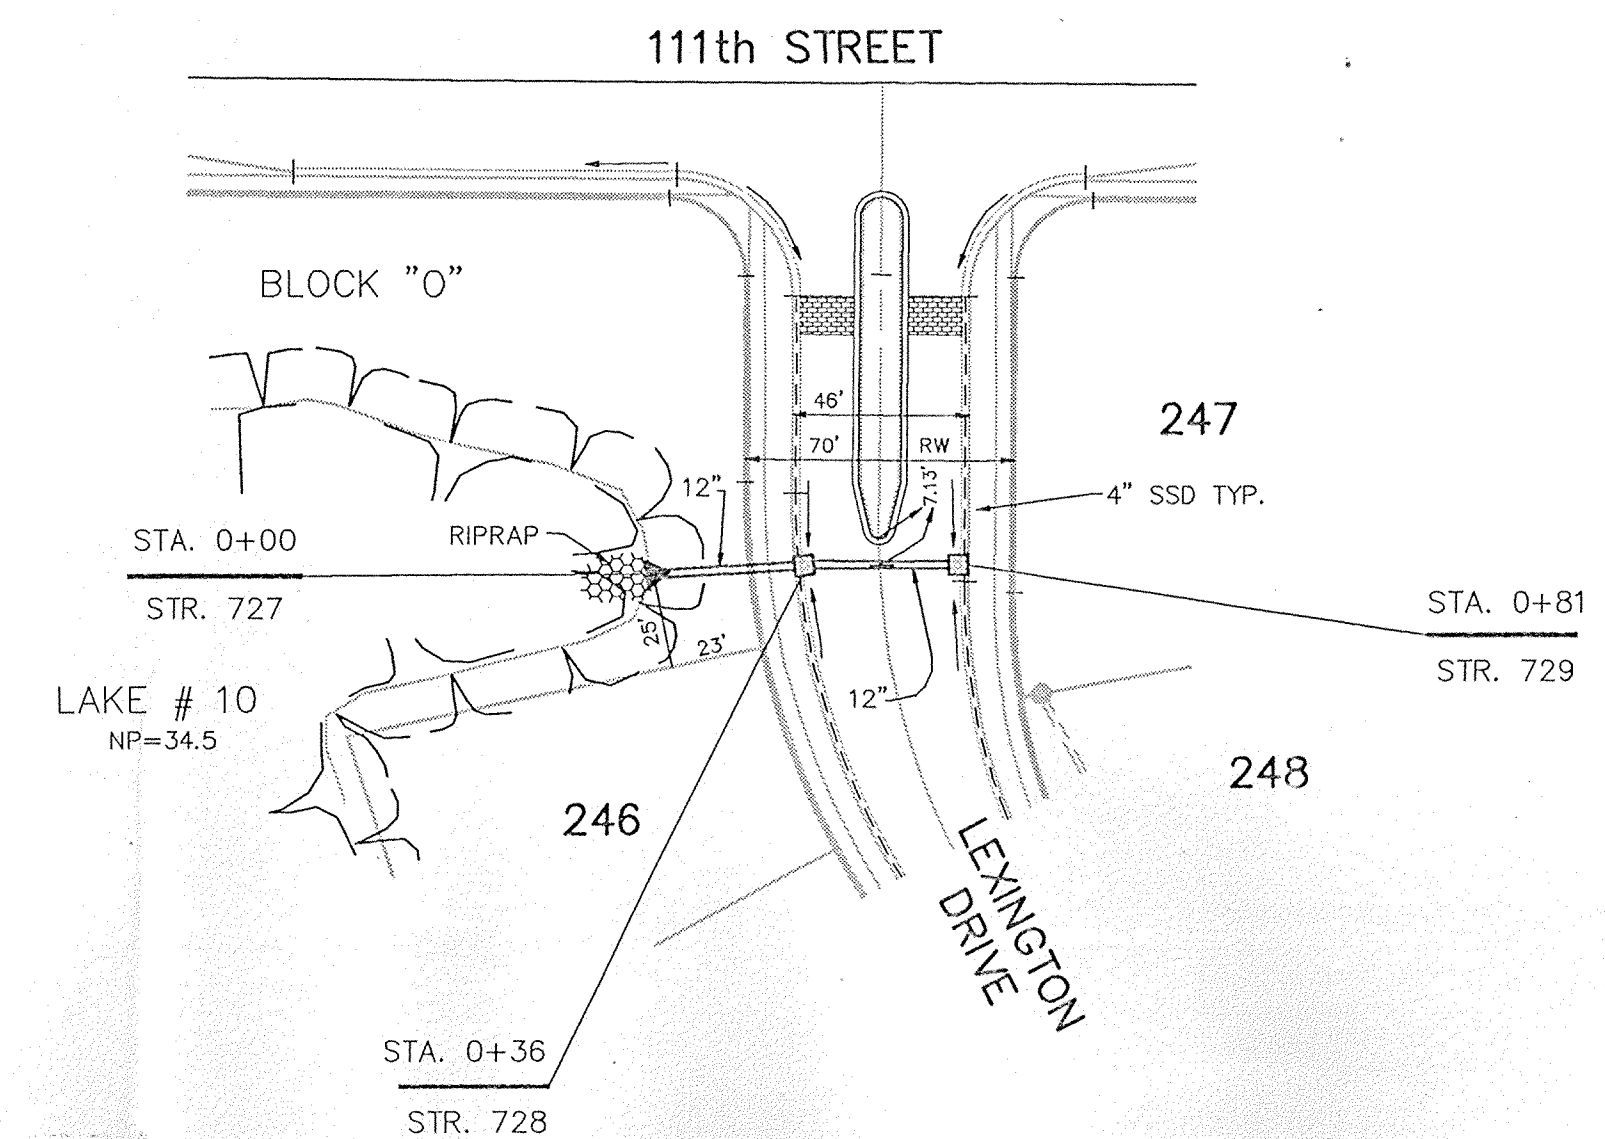 111th STREET
BLOCK "O"
46'
247
70'
RW
7.13'
12"
4" SSD TYP.
RIPRAP
STA. 0+00
STR. 727
STA. 0+81
STR. 729
25'
23'
12"
LAKE # 10
NP=34.5
248
246
LEXINGTON
DRIVE
STA. 0+36
STR. 728